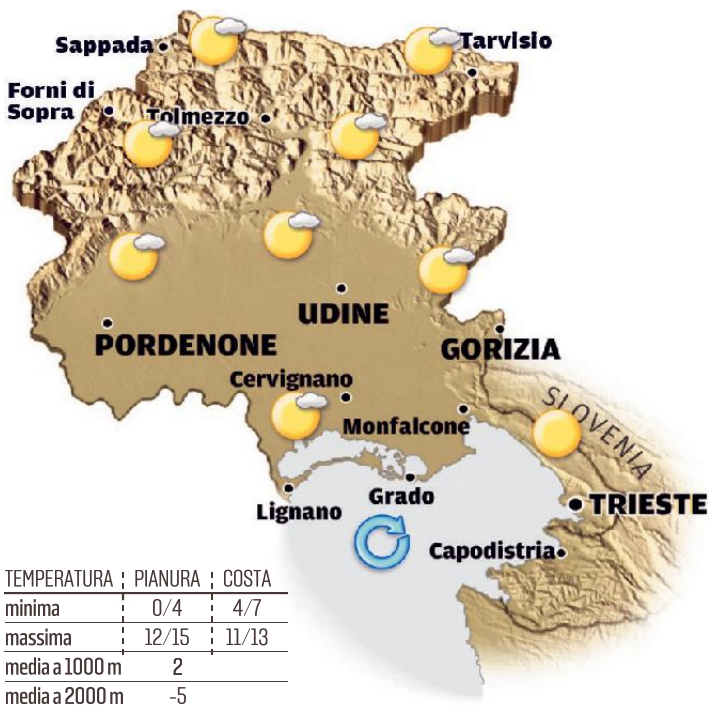 Sappada
Tarvisio
Forni di
Sopra
Tolmezzo
UDINE
PORDENONE
GORIZIA
Cervignano
SLOVENIA
Monfalcone
Grado
Lignano
TRIESTE
Capodistria
TEMPERATURA PIANURA COSTA
minima 0/4 4/7
massima 12/15 11/13
media a 1000 m 2
media a 2000 m -5